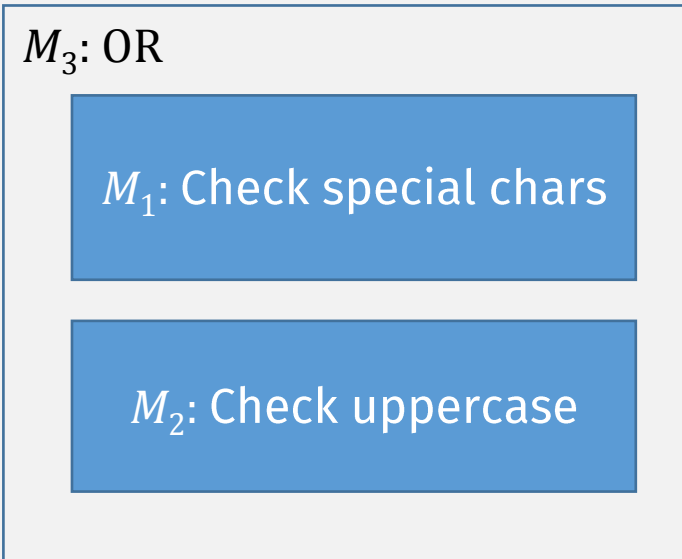 M₃: OR
M₁: Check special chars
M₂: Check uppercase